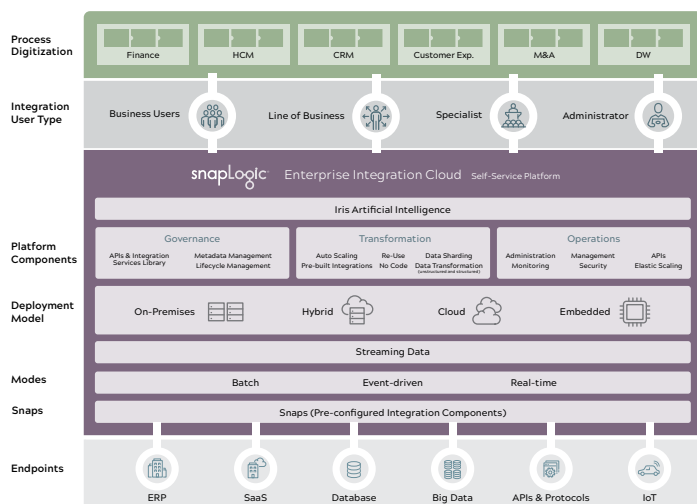 Process
Digitization
Finance
HCM
CRM
Customer Exp.
M&A
DW
Integration
User Type
Business Users
Line of Business
Specialist
Administrator
snapLogic Enterprise Integration Cloud Self-Service Platform
Iris Artificial Intelligence
Platform
Components
Governance
APIs & Integration
Services Library
Metadata Management
Lifecycle Management
Transformation
Auto Scaling
Pre-built Integrations
Re-Use
No Code
Data Sharding
Data Transformation
(unstructured and structured)
Operations
Administration
Monitoring
Management
Security
APIs
Elastic Scaling
Deployment
Model
On-Premises
Hybrid
Cloud
Embedded
Streaming Data
Modes
Batch
Event-driven
Real-time
Snaps
Snaps (Pre-configured Integration Components)
Endpoints
ERP
SaaS
Database
Big Data
APIs & Protocols
IoT